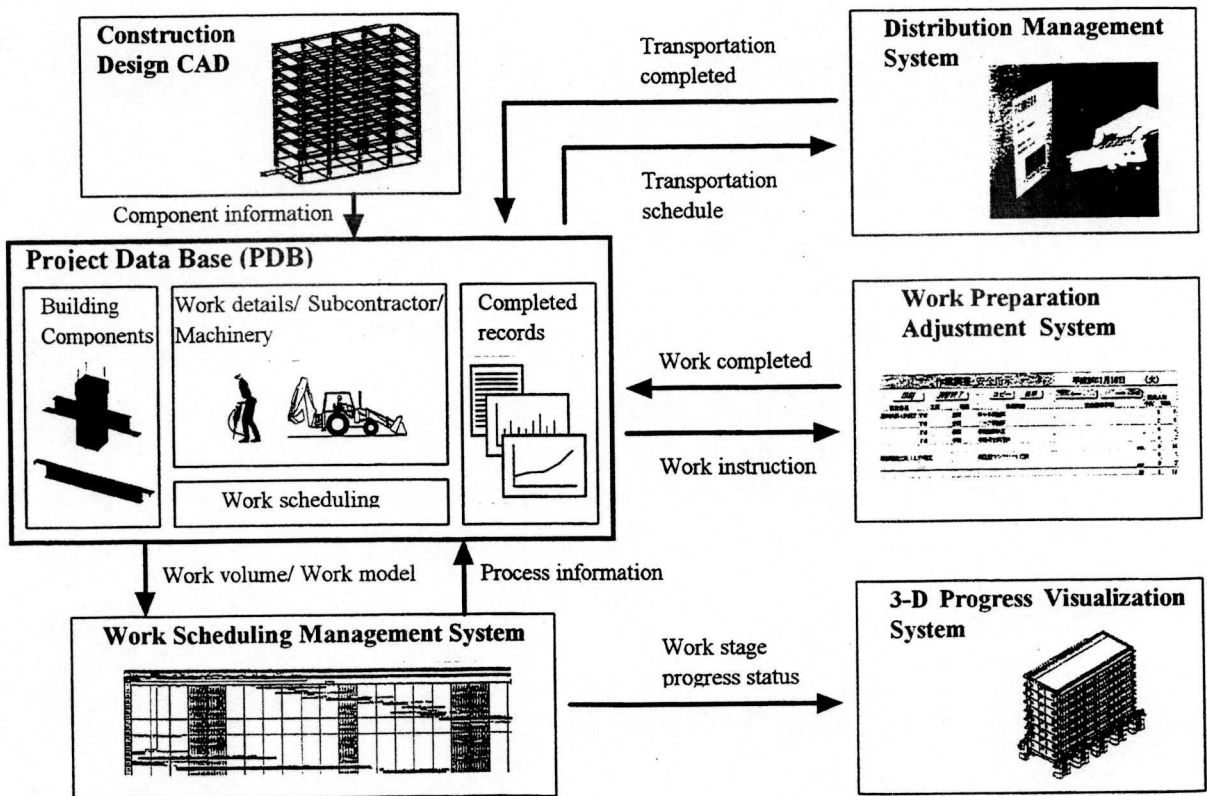 Construction
Design CAD
Transportation
completed
Distribution Management
System
Transportation
schedule
Component information
Project Data Base (PDB)
Building
Components
Work details/ Subcontractor/
Machinery
Completed
records
Work scheduling
Work Preparation
Adjustment System
Work completed
Work instruction
Work volume/ Work model
Process information
Work Scheduling Management System
Work stage
progress status
3-D Progress Visualization
System